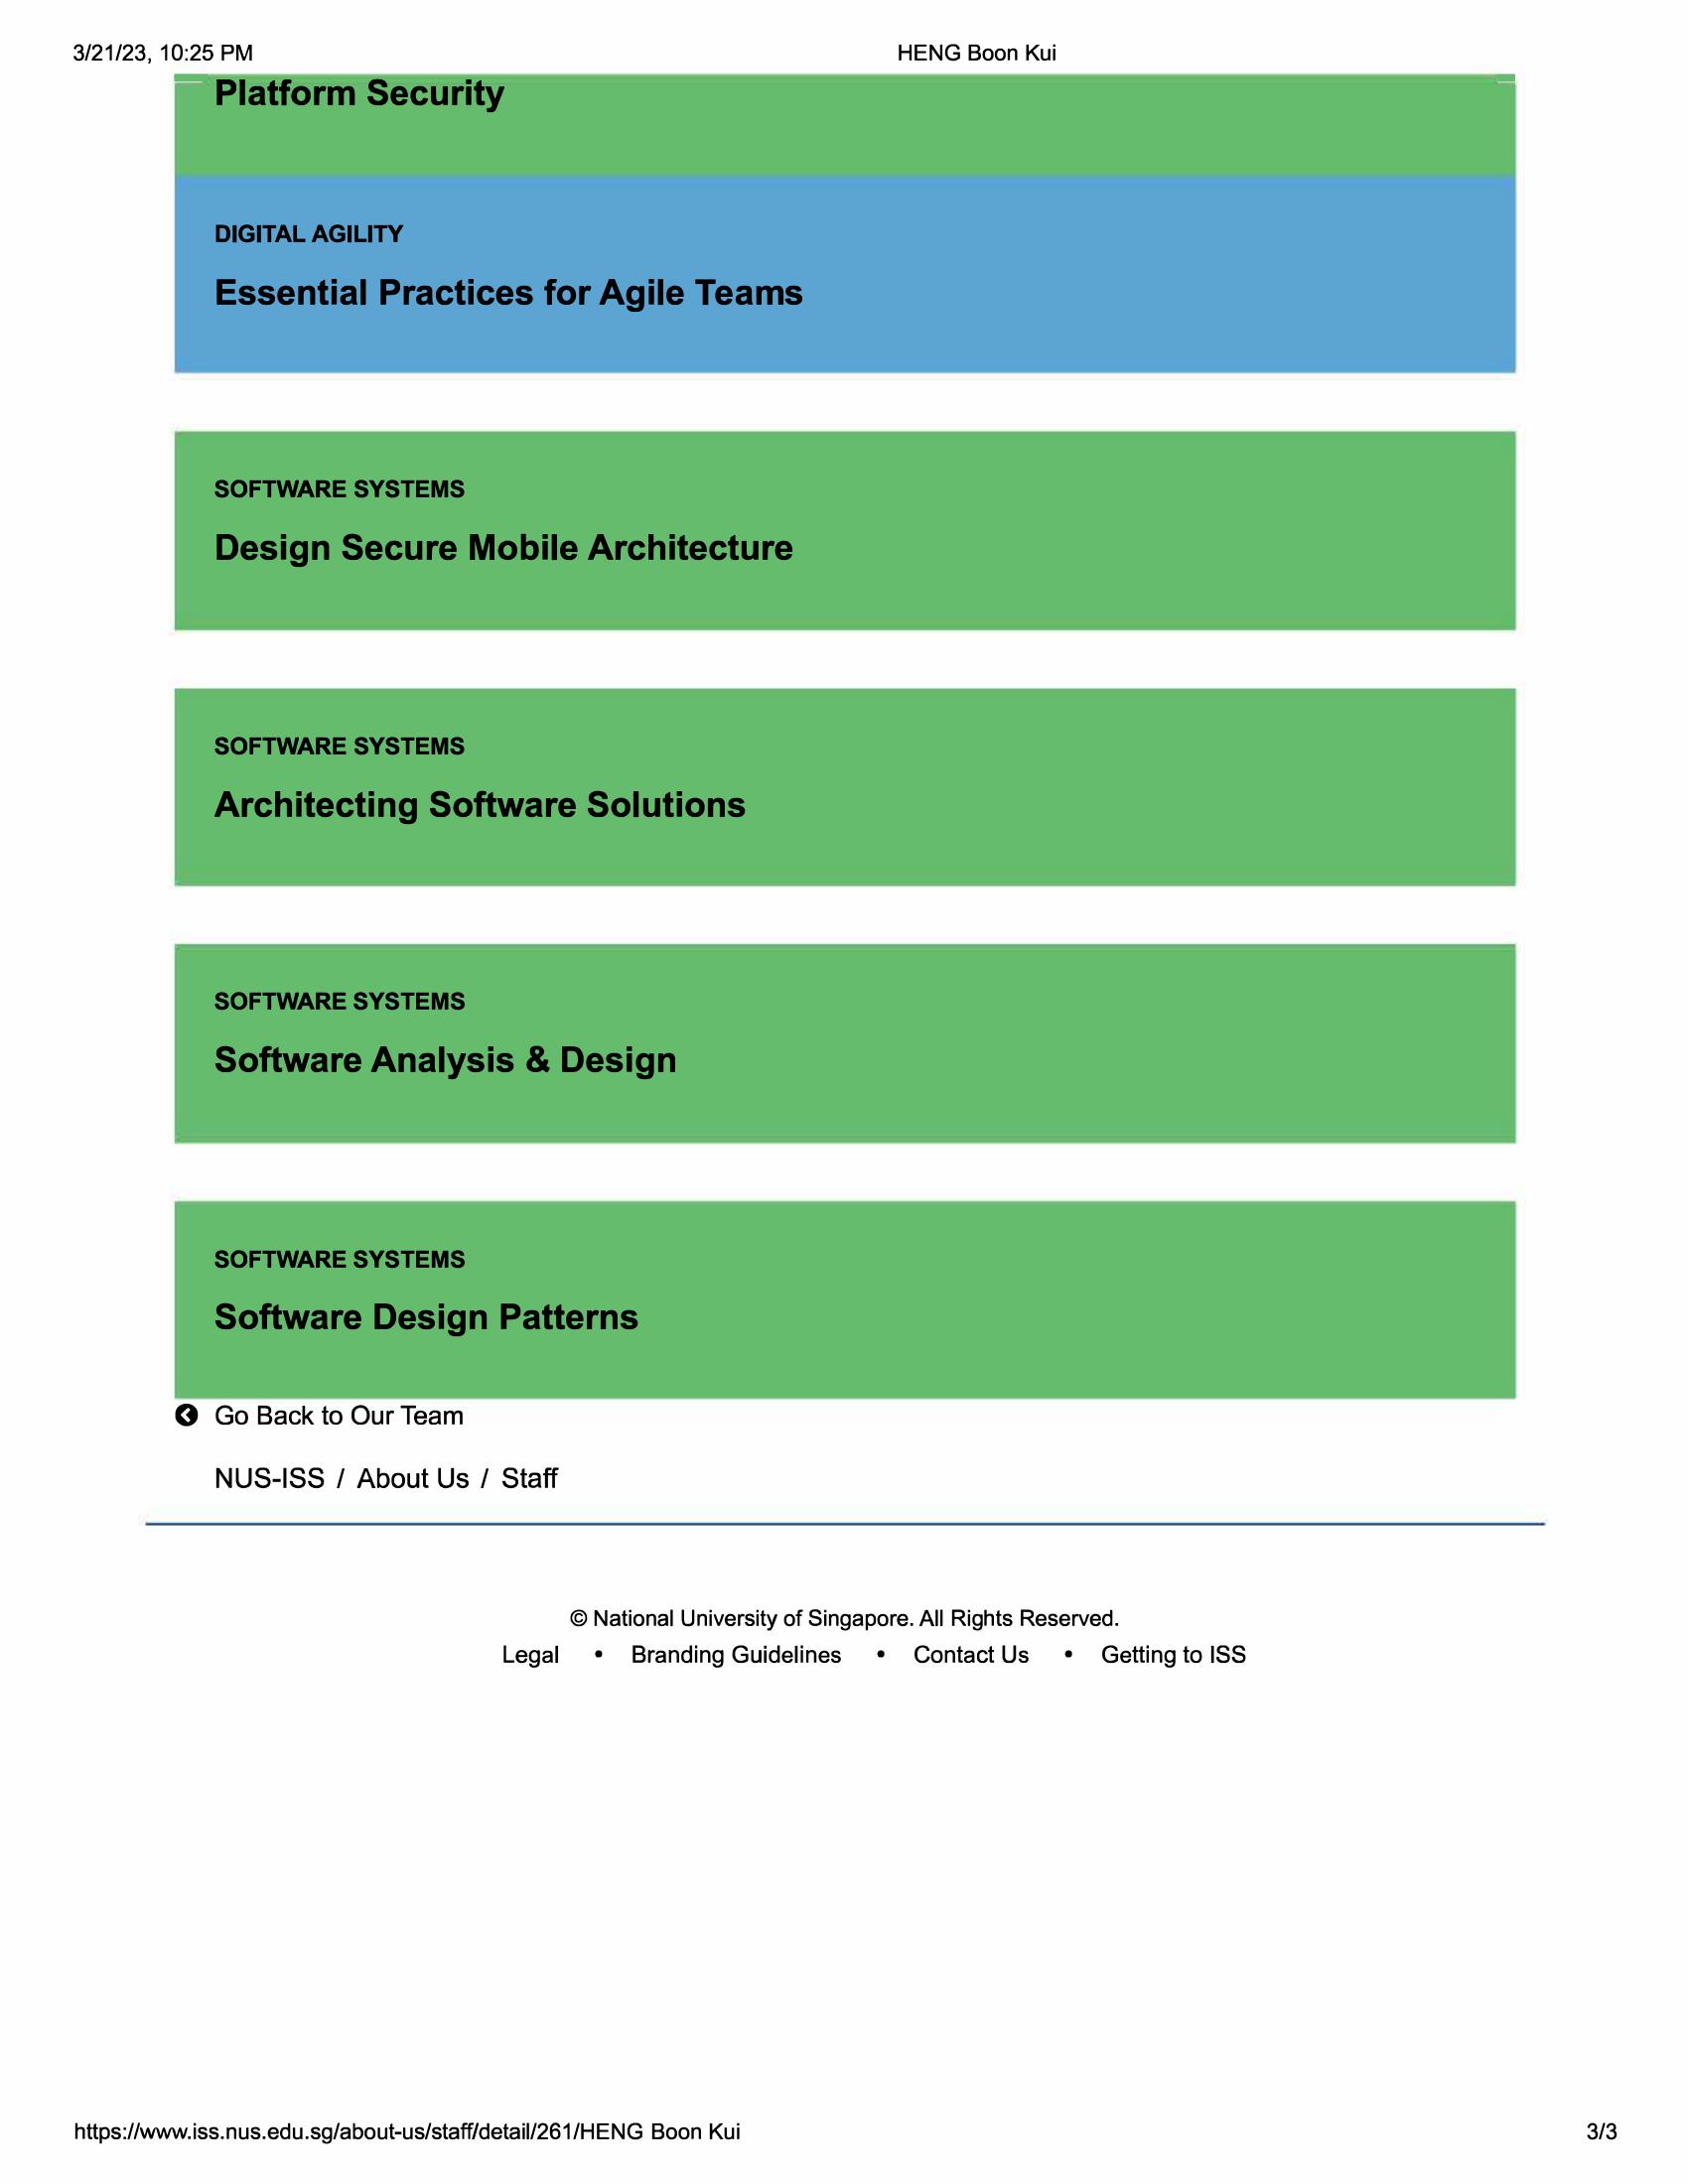 3/21/23, 10:25 PM HENG Boon Kui
Platform Security
DIGITAL AGILITY
Essential Practices for Agile Teams
SOFTWARE SYSTEMS
Design Secure Mobile Architecture
SOFTWARE SYSTEMS
Architecting Software Solutions
SOFTWARE SYSTEMS
Software Analysis & Design
SOFTWARE SYSTEMS
Software Design Patterns
Go Back to Our Team
NUS-ISS / About Us / Staff
© National University of Singapore. All Rights Reserved.
Legal • Branding Guidelines • Contact Us • Getting to ISS
https://www.iss.nus.edu.sg/about-us/staff/detail/261/HENG Boon Kui 3/3